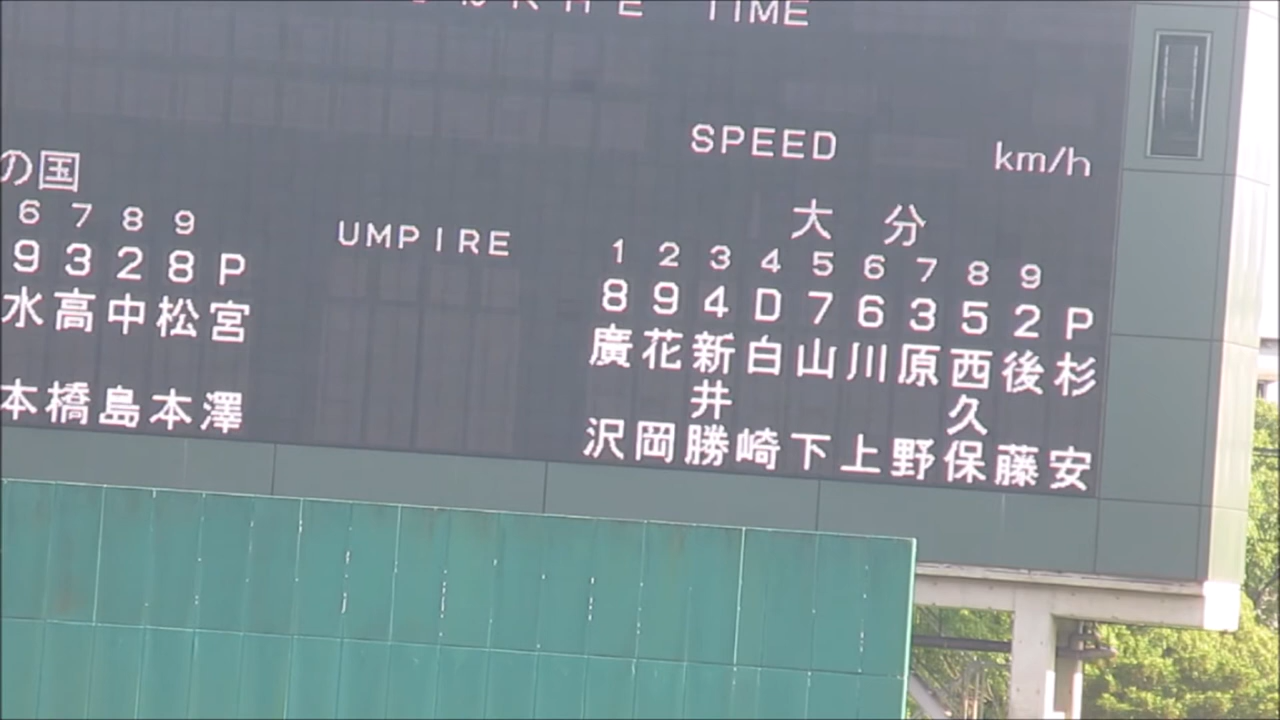 TIME
SPEED km/h
の国
6 7 8 9
9 3 2 8 P
水 高 中 松 宮
本 橋 島 本 澤
UMPIRE
大 分
1 2 3 4 5 6 7 8 9
8 9 4 D 7 6 3 5 2 P
廣 花 新 白 山 川 原 西 後 杉
井 久
沢 岡 勝 崎 下 上 野 保 藤 安